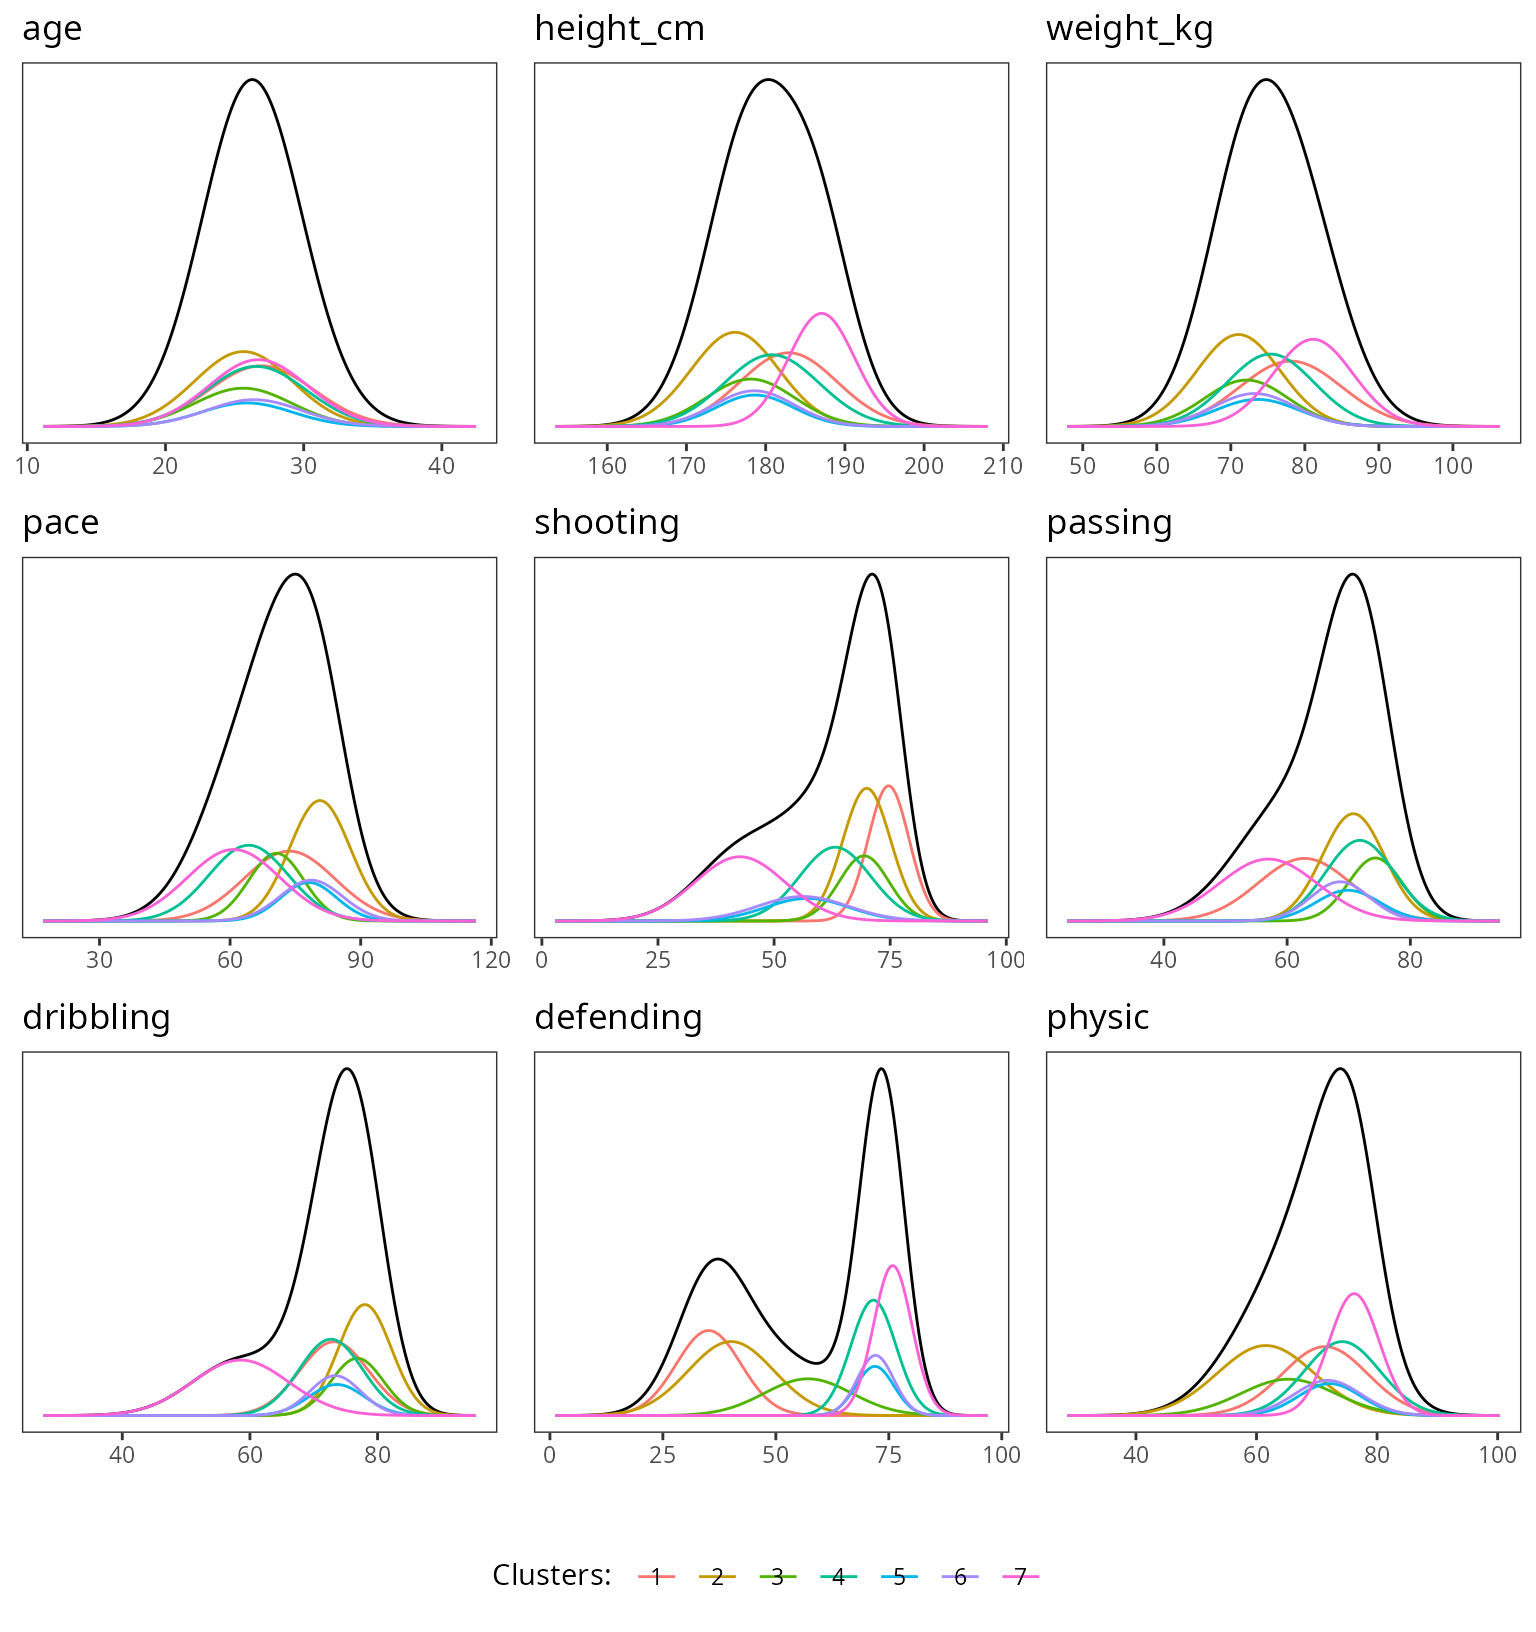 age height_cm weight_kg
10 20 30 40 160 170 180 190 200 210 50 60 70 80 90 100
pace shooting passing
30 60 90 120 0 25 50 75 100 40 60 80
dribbling defending physic
40 60 80 0 25 50 75 100 40 60 80 100
Clusters: 1 2 3 4 5 6 7